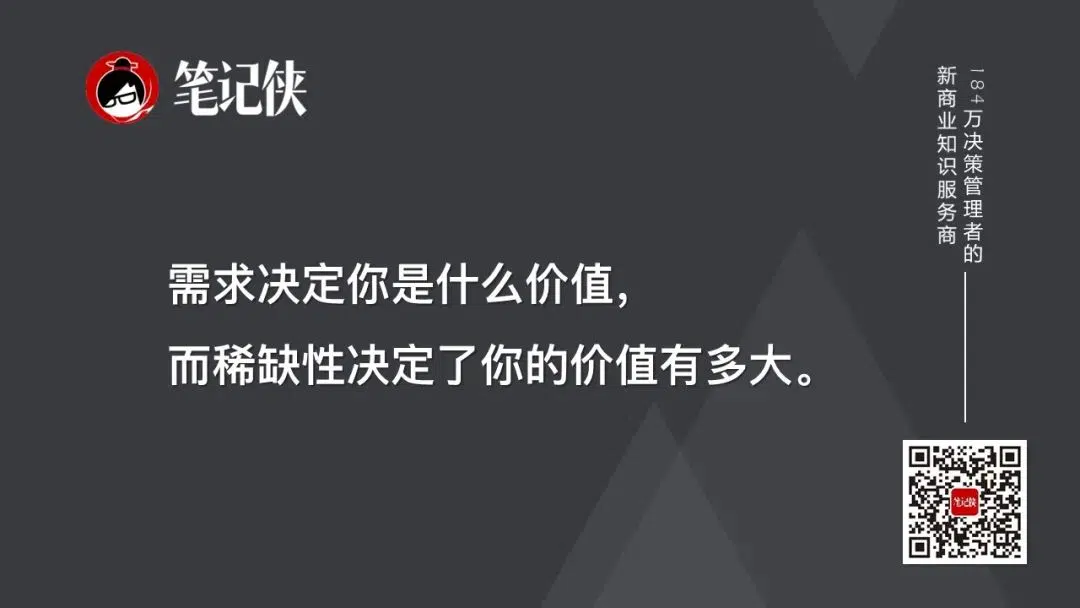 笔记侠
184万决策管理者的
新商业知识服务商
需求决定你是什么价值，
而稀缺性决定了你的价值有多大。
笔记侠